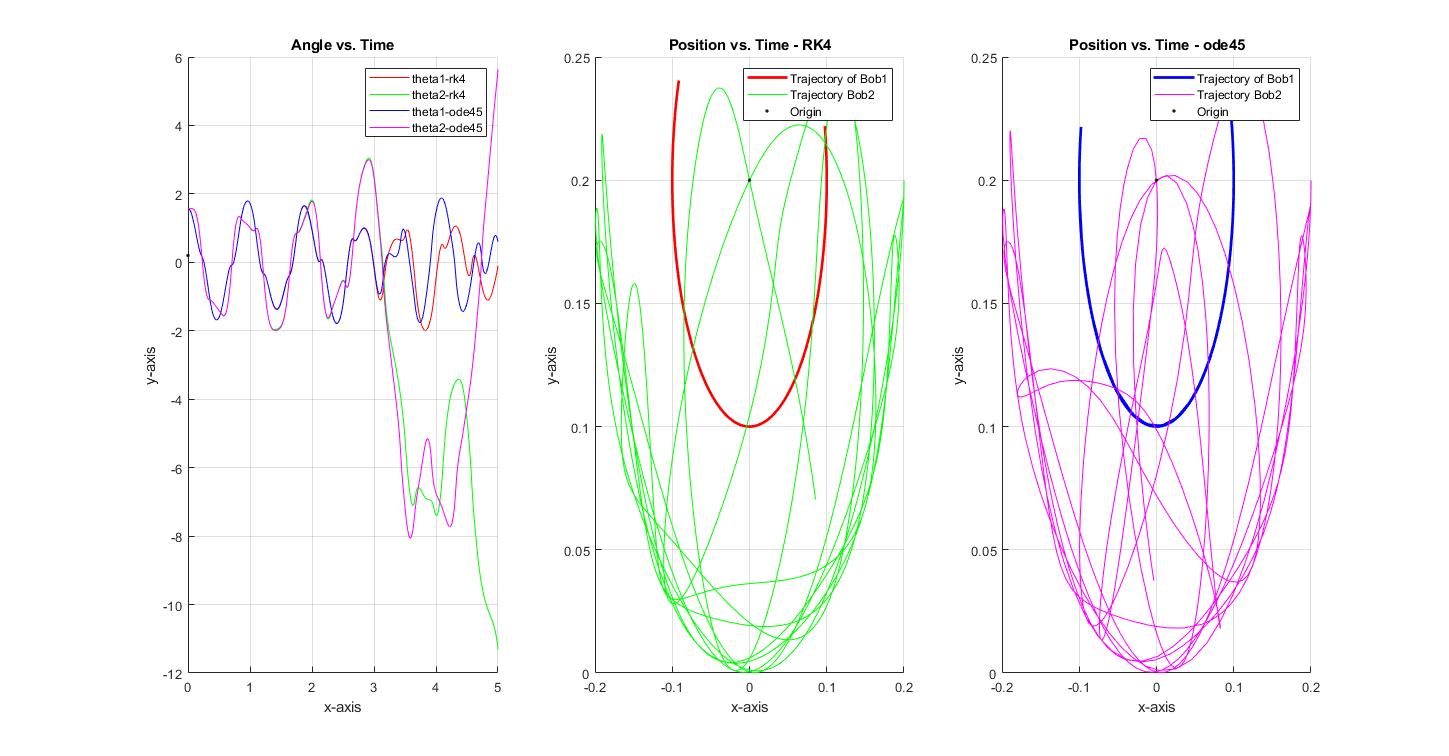 Angle vs. Time
6
4
2
0
-2
-4
-6
-8
-10
-12
0 1 2 3 4 5
x-axis
y-axis
theta1-rk4
theta2-rk4
theta1-ode45
theta2-ode45
Position vs. Time - RK4
0.25
0.2
0.15
0.1
0.05
0
-0.2 -0.1 0 0.1 0.2
x-axis
y-axis
Trajectory of Bob1
Trajectory Bob2
Origin
Position vs. Time - ode45
0.25
0.2
0.15
0.1
0.05
0
-0.2 -0.1 0 0.1 0.2
x-axis
y-axis
Trajectory of Bob1
Trajectory Bob2
Origin